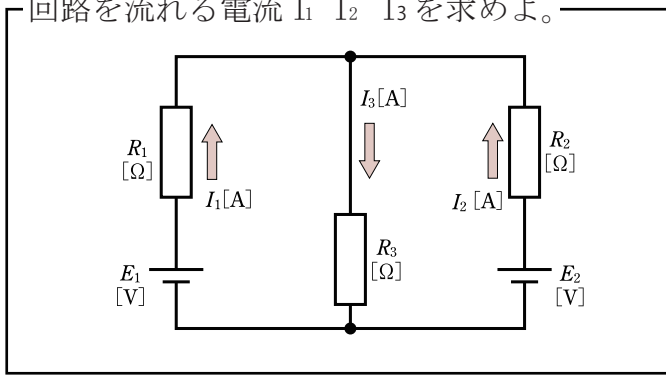 回路を流れる電流 I₁ I₂ I₃ を求めよ。
I₃[A]
R₁
[Ω]
I₁[A]
R₂
[Ω]
I₂ [A]
R₃
[Ω]
E₁
[V]
E₂
[V]